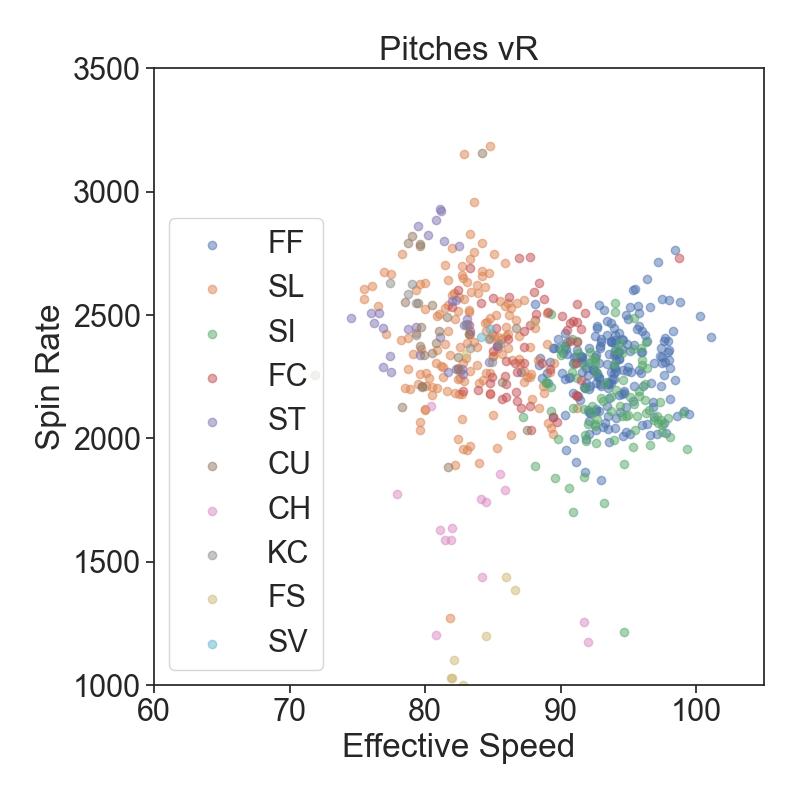 Pitches vR
3500
3000
2500
2000
1500
1000
Spin Rate
FF
SL
SI
FC
ST
CU
CH
KC
FS
SV
60 70 80 90 100
Effective Speed